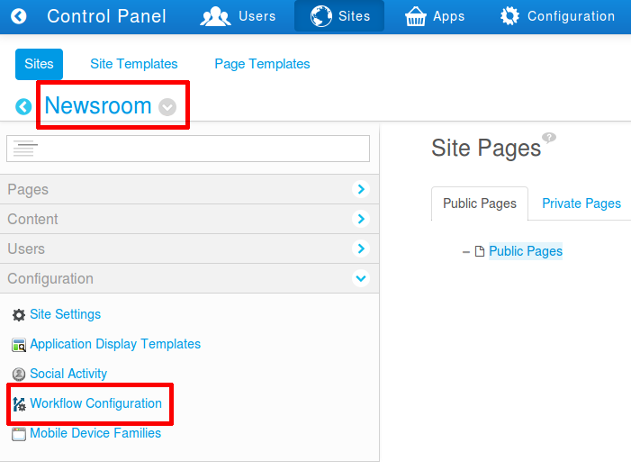 Control Panel Users Sites Apps Configuration
Sites Site Templates Page Templates
Newsroom
Site Pages ?
Pages
Public Pages Private Pages
Content
Users
Public Pages
Configuration
Site Settings
Application Display Templates
Social Activity
Workflow Configuration
Mobile Device Families